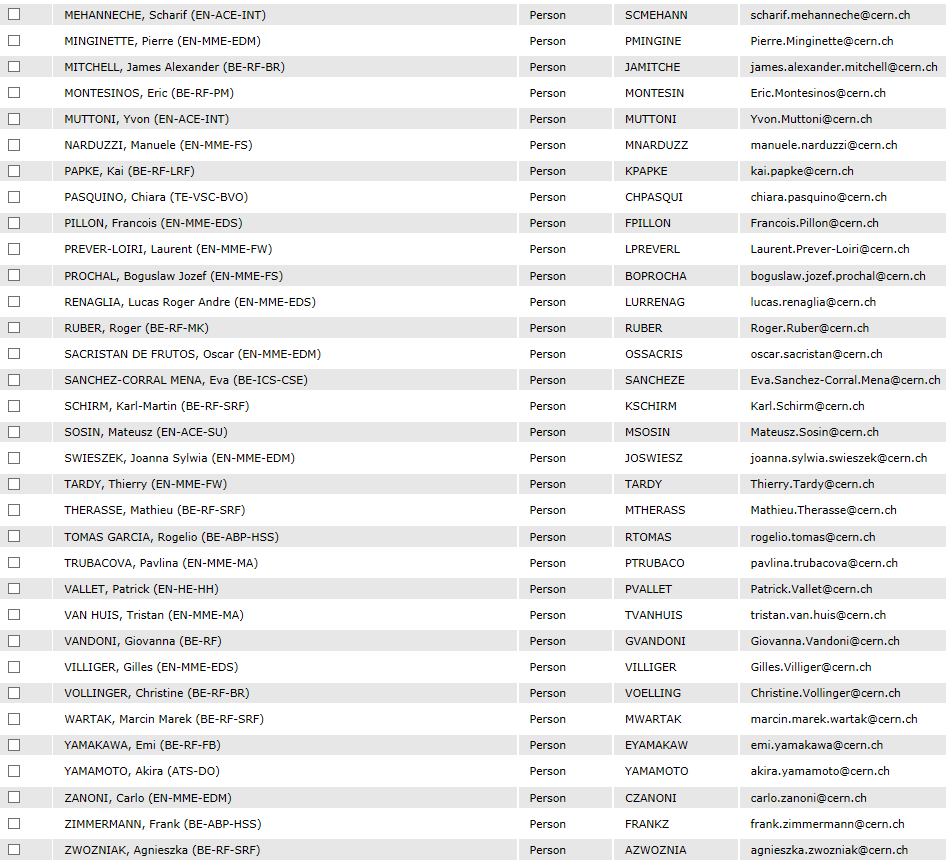 MEHANNECHE, Scharif (EN-ACE-INT) Person SCMEHANN scharif.mehanneche@cern.ch
MINGINETTE, Pierre (EN-MME-EDM) Person PMINGINE Pierre.Minginette@cern.ch
MITCHELL, James Alexander (BE-RF-BR) Person JAMITCHE james.alexander.mitchell@cern.ch
MONTESINOS, Eric (BE-RF-PM) Person MONTESIN Eric.Montesinos@cern.ch
MUTTONI, Yvon (EN-ACE-INT) Person MUTTONI Yvon.Muttoni@cern.ch
NARDUZZI, Manuele (EN-MME-FS) Person MNARDUZZ manuele.narduzzi@cern.ch
PAPKE, Kai (BE-RF-LRF) Person KPAPKE kai.papke@cern.ch
PASQUINO, Chiara (TE-VSC-BVO) Person CHPASQUI chiara.pasquino@cern.ch
PILLON, Francois (EN-MME-EDS) Person FPILLON Francois.Pillon@cern.ch
PREVER-LOIRI, Laurent (EN-MME-FW) Person LPREVERL Laurent.Prever-Loiri@cern.ch
PROCHAL, Boguslaw Jozef (EN-MME-FS) Person BOPROCHA boguslaw.jozef.prochal@cern.ch
RENAGLIA, Lucas Roger Andre (EN-MME-EDS) Person LURRENAG lucas.renaglia@cern.ch
RUBER, Roger (BE-RF-MK) Person RUBER Roger.Ruber@cern.ch
SACRISTAN DE FRUTOS, Oscar (EN-MME-EDM) Person OSSACRIS oscar.sacristan@cern.ch
SANCHEZ-CORRAL MENA, Eva (BE-ICS-CSE) Person SANCHEZE Eva.Sanchez-Corral.Mena@cern.ch
SCHIRM, Karl-Martin (BE-RF-SRF) Person KSCHIRM Karl.Schirm@cern.ch
SOSIN, Mateusz (EN-ACE-SU) Person MSOSIN Mateusz.Sosin@cern.ch
SWIESZEK, Joanna Sylwia (EN-MME-EDM) Person JOSWIESZ joanna.sylwia.swieszek@cern.ch
TARDY, Thierry (EN-MME-FW) Person TARDY Thierry.Tardy@cern.ch
THERASSE, Mathieu (BE-RF-SRF) Person MTHERASS Mathieu.Therasse@cern.ch
TOMAS GARCIA, Rogelio (BE-ABP-HSS) Person RTOMAS rogelio.tomas@cern.ch
TRUBACOVA, Pavlina (EN-MME-MA) Person PTRUBACO pavlina.trubacova@cern.ch
VALLET, Patrick (EN-HE-HH) Person PVALLET Patrick.Vallet@cern.ch
VAN HUIS, Tristan (EN-MME-MA) Person TVANHUIS tristan.van.huis@cern.ch
VANDONI, Giovanna (BE-RF) Person GVANDONI Giovanna.Vandoni@cern.ch
VILLIGER, Gilles (EN-MME-EDS) Person VILLIGER Gilles.Villiger@cern.ch
VOLLINGER, Christine (BE-RF-BR) Person VOELLING Christine.Vollinger@cern.ch
WARTAK, Marcin Marek (BE-RF-SRF) Person MWARTAK marcin.marek.wartak@cern.ch
YAMAKAWA, Emi (BE-RF-FB) Person EYAMAKAW emi.yamakawa@cern.ch
YAMAMOTO, Akira (ATS-DO) Person YAMAMOTO akira.yamamoto@cern.ch
ZANONI, Carlo (EN-MME-EDM) Person CZANONI carlo.zanoni@cern.ch
ZIMMERMANN, Frank (BE-ABP-HSS) Person FRANKZ frank.zimmermann@cern.ch
ZWOZNIAK, Agnieszka (BE-RF-SRF) Person AZWOZNIA agnieszka.zwozniak@cern.ch